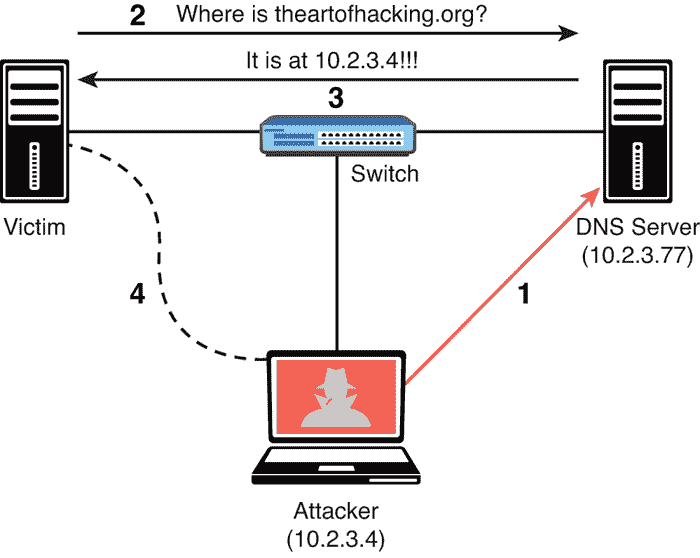 2 Where is theartofhacking.org?
It is at 10.2.3.4!!!
3
Switch
Victim
DNS Server
(10.2.3.77)
4
1
Attacker
(10.2.3.4)